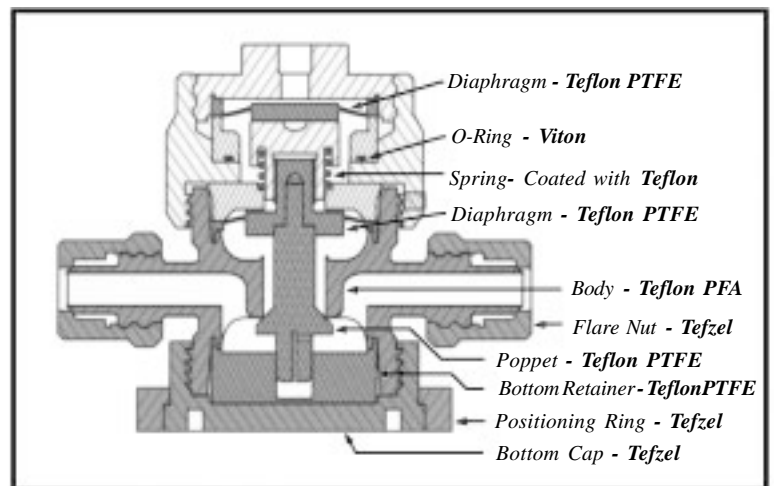 Diaphragm - Teflon PTFE
O-Ring - Viton
Spring- Coated with Teflon
Diaphragm - Teflon PTFE
Body - Teflon PFA
Flare Nut - Tefzel
Poppet - Teflon PTFE
Bottom Retainer-TeflonPTFE
Positioning Ring - Tefzel
Bottom Cap - Tefzel